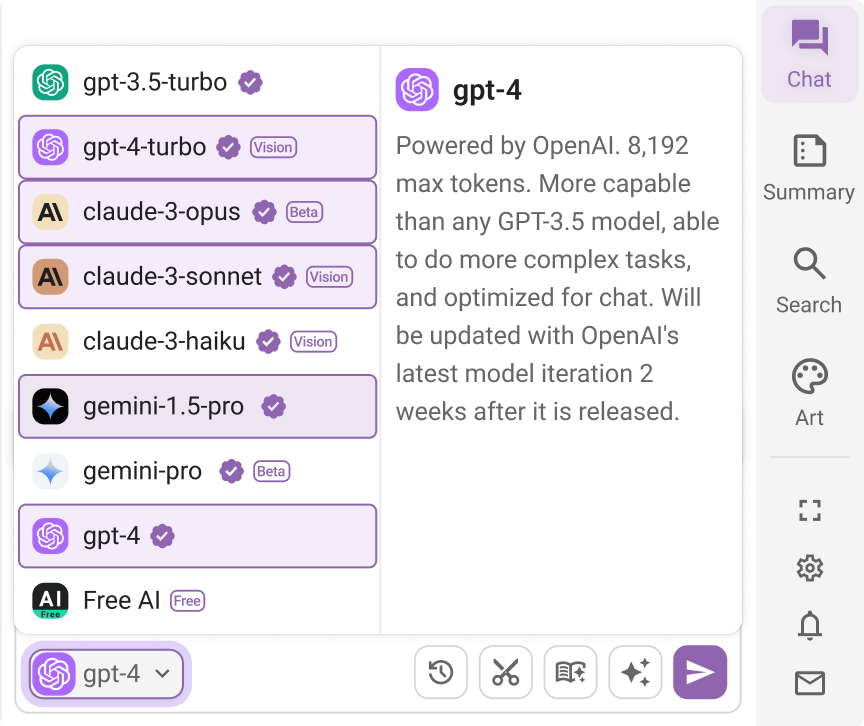 gpt-3.5-turbo
gpt-4-turbo Vision
claude-3-opus Beta
claude-3-sonnet Vision
claude-3-haiku Vision
gemini-1.5-pro
gemini-pro Beta
gpt-4
AI Free Free AI Free
gpt-4
gpt-4
Powered by OpenAI. 8,192
max tokens. More capable
than any GPT-3.5 model, able
to do more complex tasks,
and optimized for chat. Will
be updated with OpenAI's
latest model iteration 2
weeks after it is released.
Chat
Summary
Search
Art